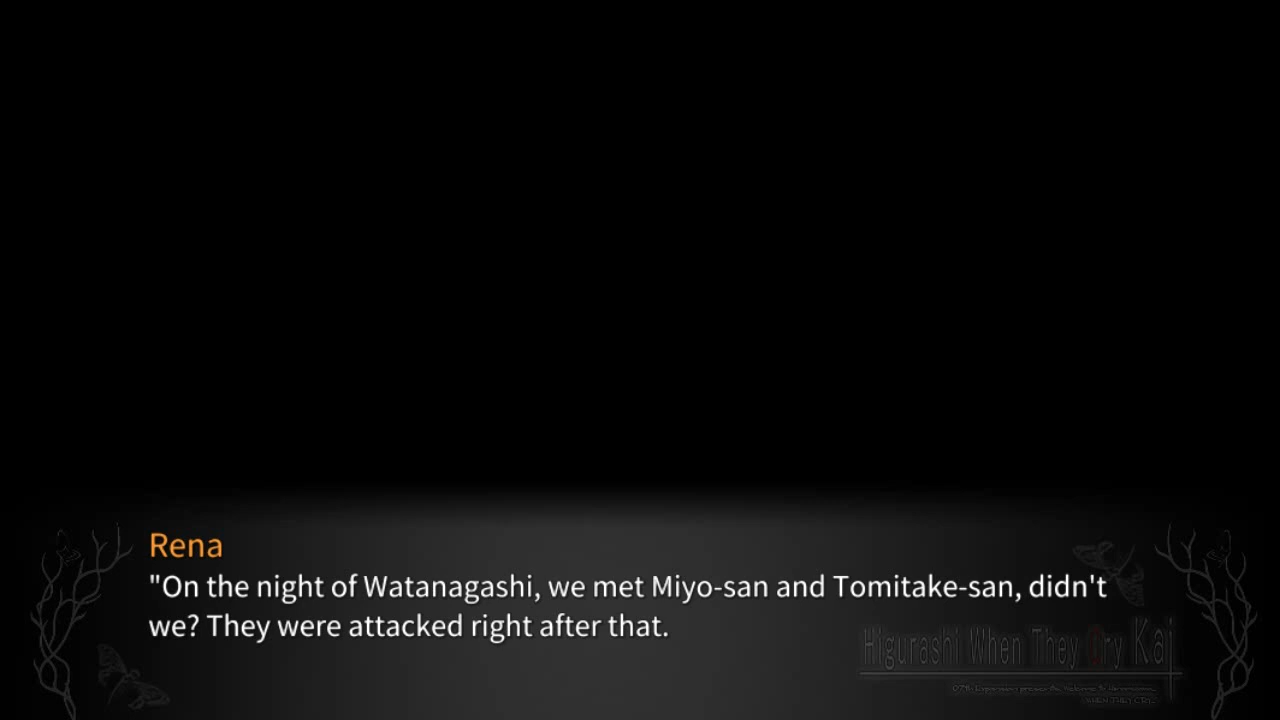 Rena
"On the night of Watanagashi, we met Miyo-san and Tomitake-san, didn't
we? They were attacked right after that.
Higurashi When They Cry Kai